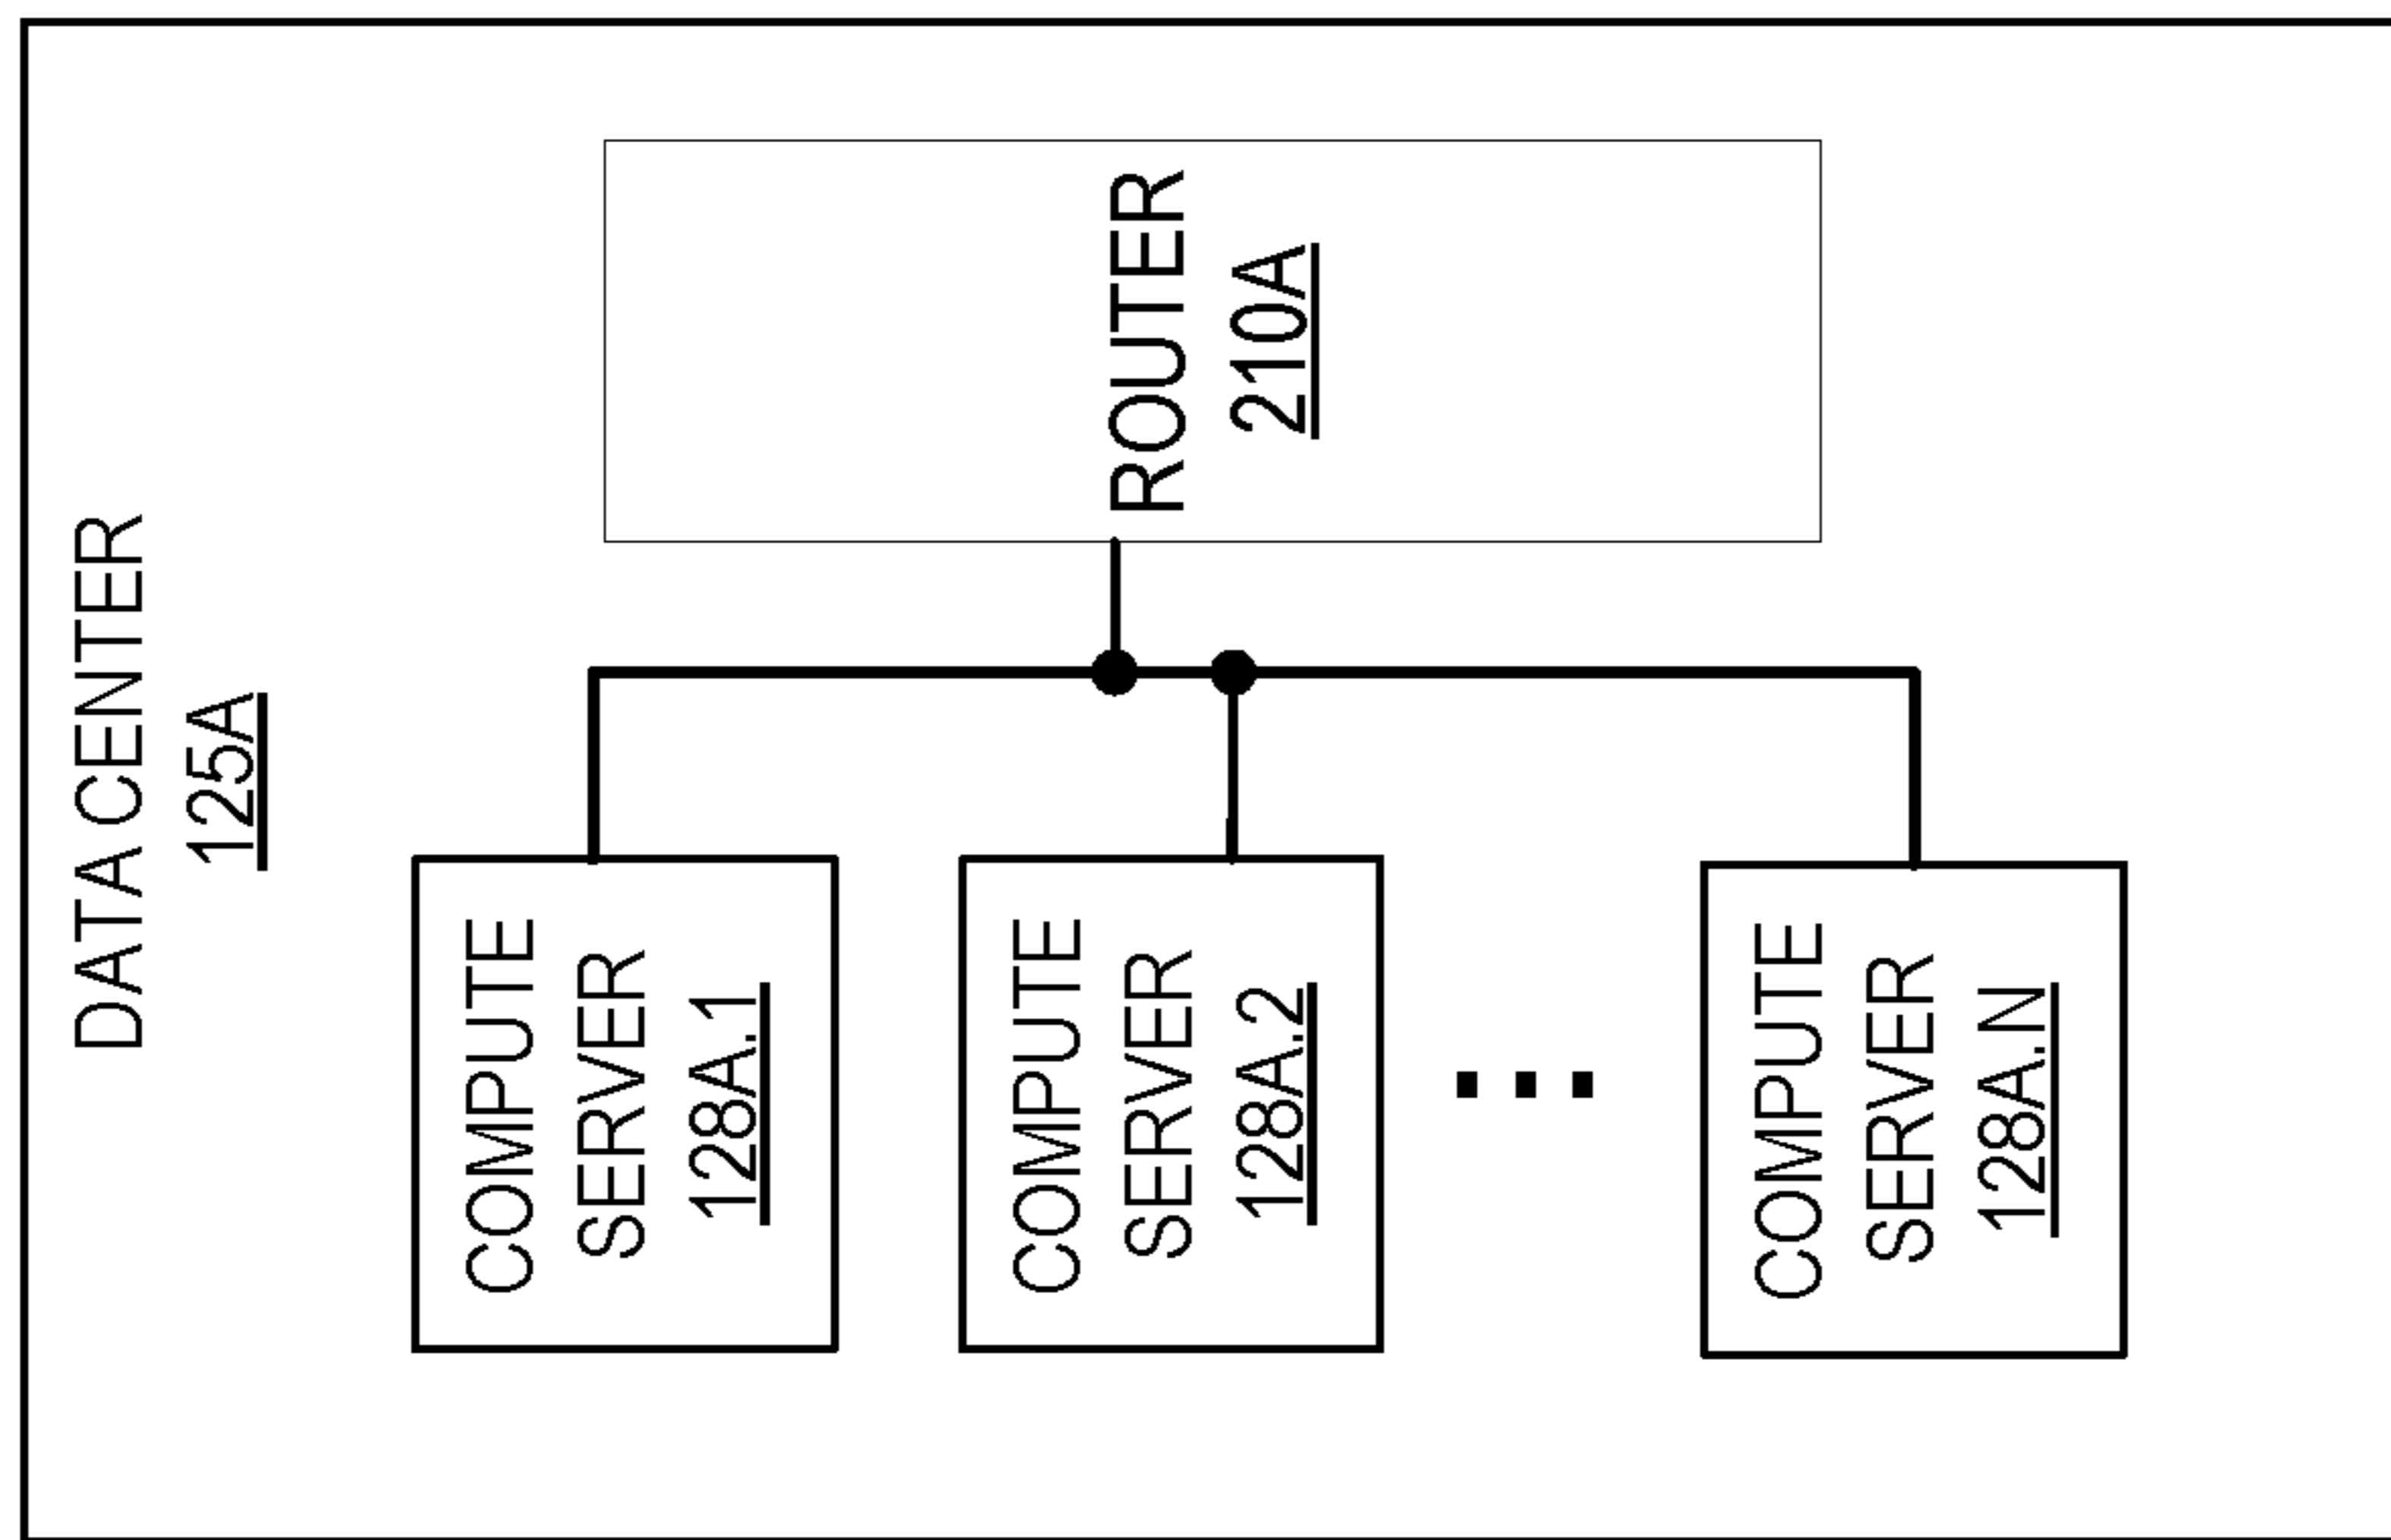 DATA CENTER
125A
COMPUTE
SERVER
128A.1
COMPUTE
SERVER
128A.2
COMPUTE
SERVER
128A.N
ROUTER
210A